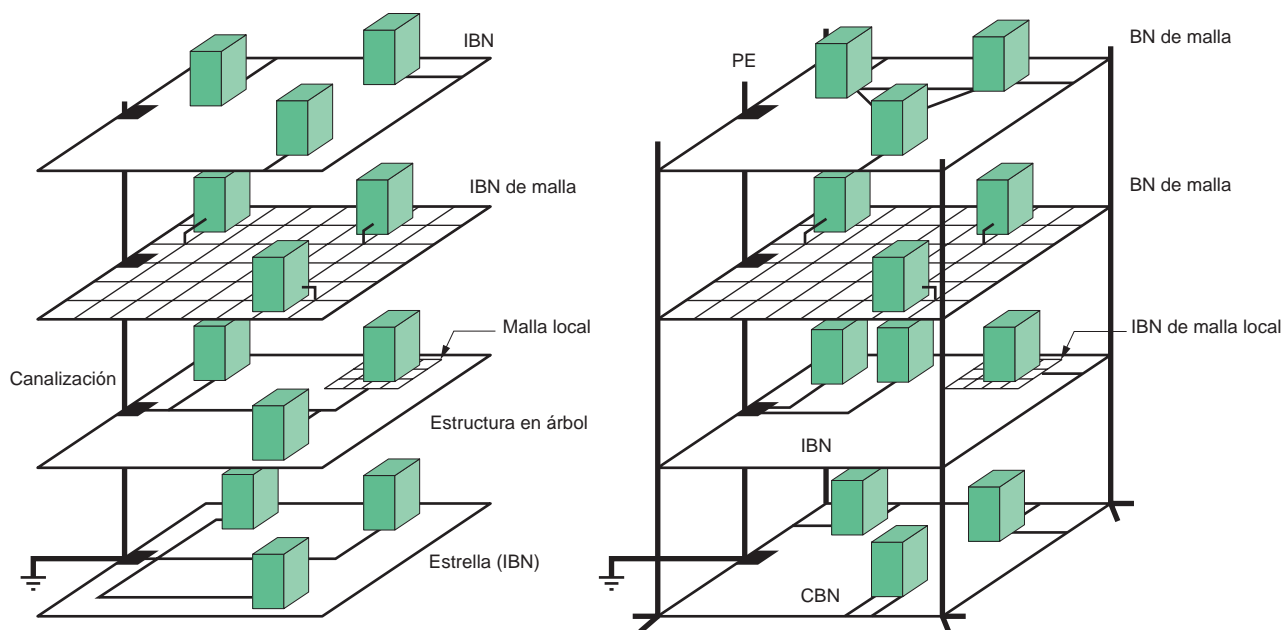 IBN
IBN de malla
Malla local
Canalización
Estructura en árbol
Estrella (IBN)
BN de malla
PE
BN de malla
IBN de malla local
IBN
CBN